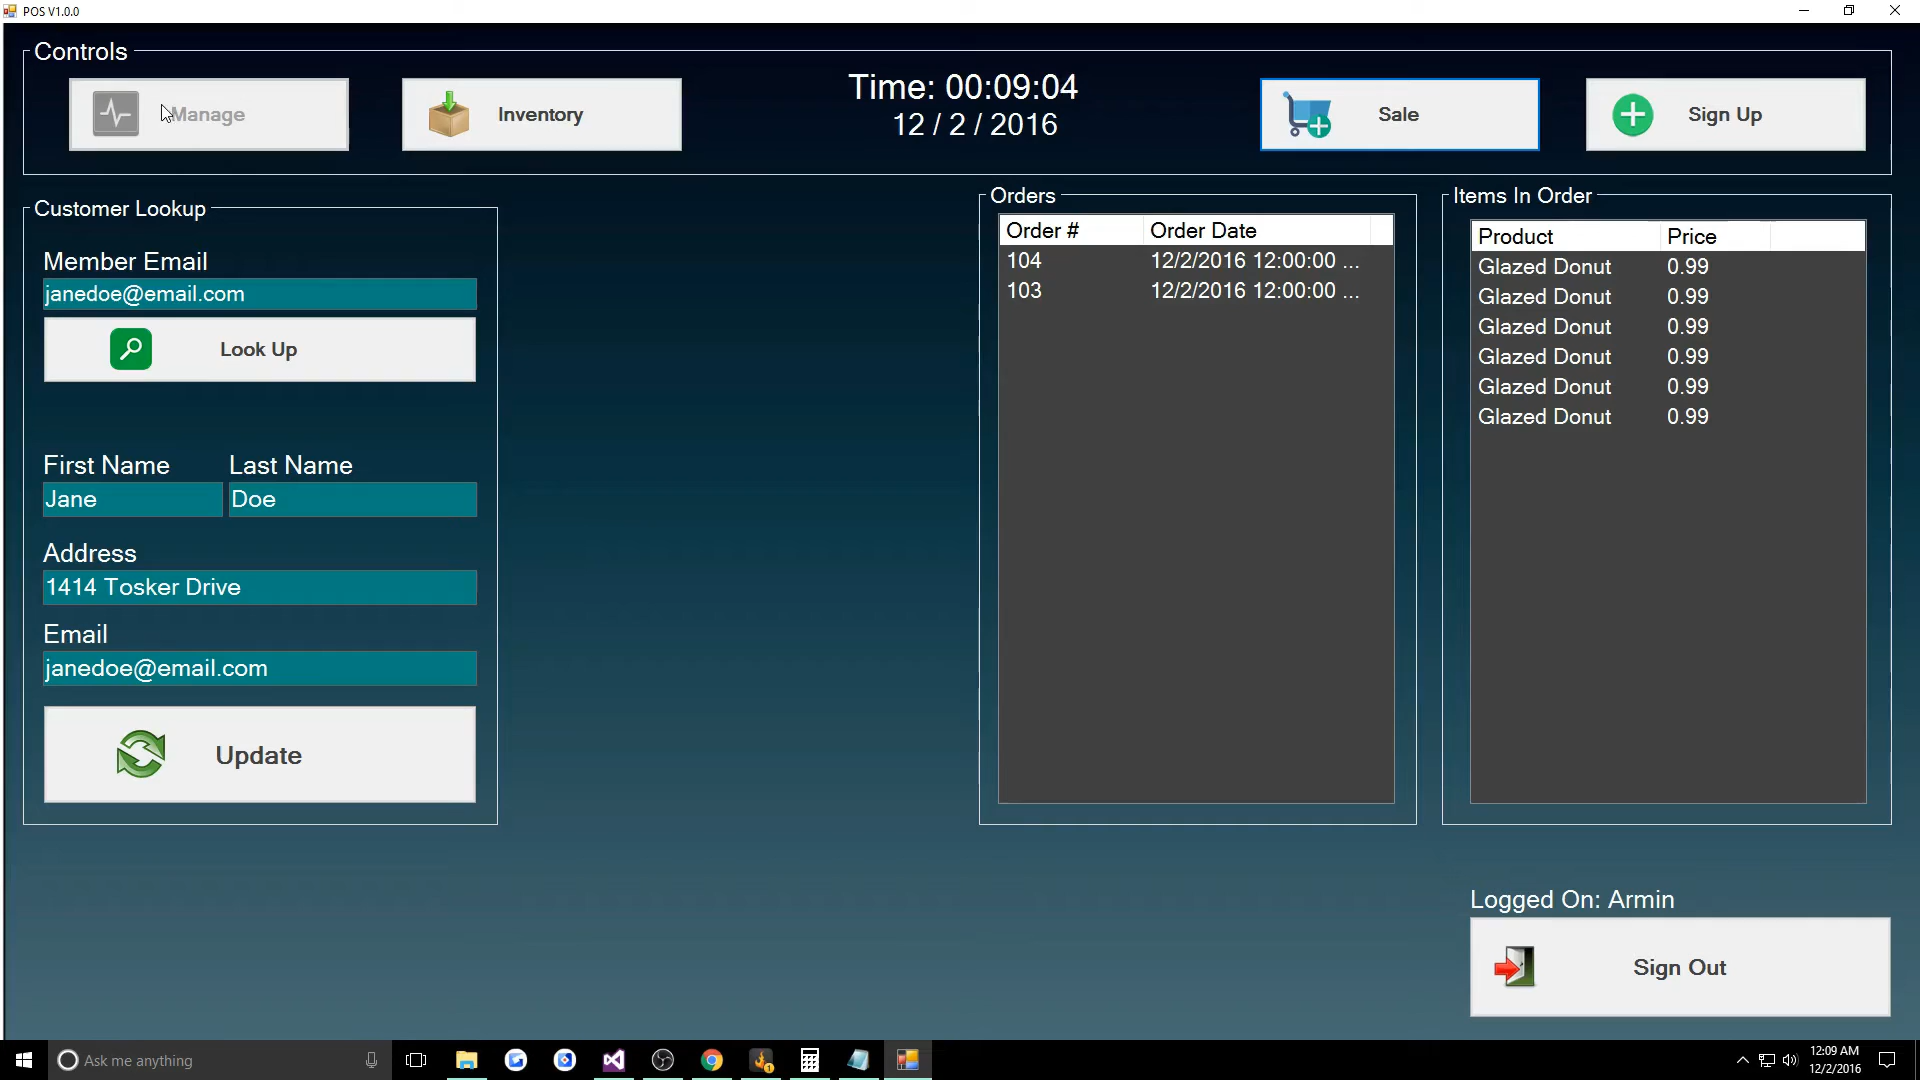 POS V1.0.0
Controls
Manage
Inventory
Time: 00:09:04
12 / 2 / 2016
Sale
Sign Up
Customer Lookup
Member Email
janedoe@email.com
Look Up
First Name Last Name
Jane Doe
Address
1414 Tosker Drive
Email
janedoe@email.com
Update
Orders
Order # Order Date
104 12/2/2016 12:00:00 ...
103 12/2/2016 12:00:00 ...
Items In Order
Product Price
Glazed Donut 0.99
Glazed Donut 0.99
Glazed Donut 0.99
Glazed Donut 0.99
Glazed Donut 0.99
Glazed Donut 0.99
Logged On: Armin
Sign Out
Ask me anything
12:09 AM
12/2/2016